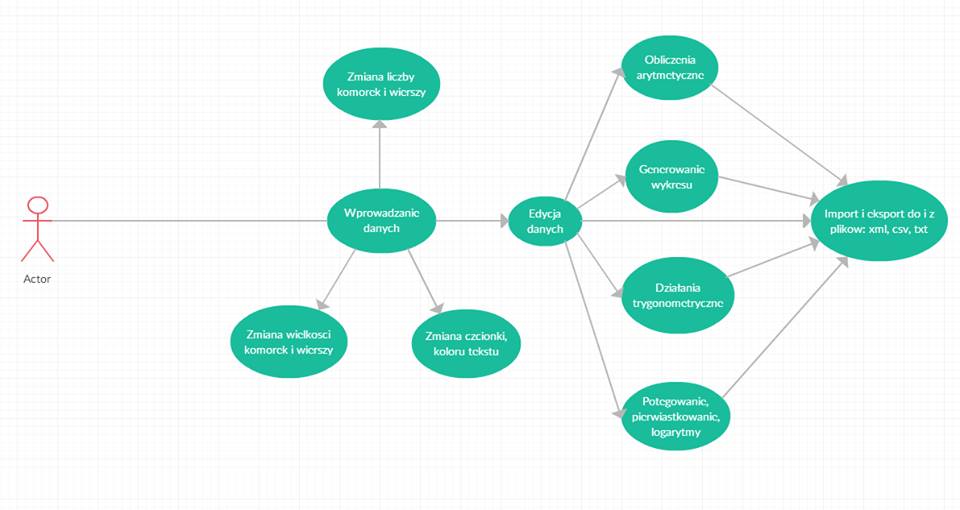 Zmiana liczby
komorek i wierszy
Obliczenia
arytmetyczne
Generowanie
wykresu
Wprowadzanie
danych
Edycja
danych
Import i eksport do i z
plikow: xml, csv, txt
Actor
Działania
trygonometryczne
Zmiana wielkosci
komorek i wierszy
Zmiana czcionki,
koloru tekstu
Potegowanie,
pierwiastkowanie,
logarytmy